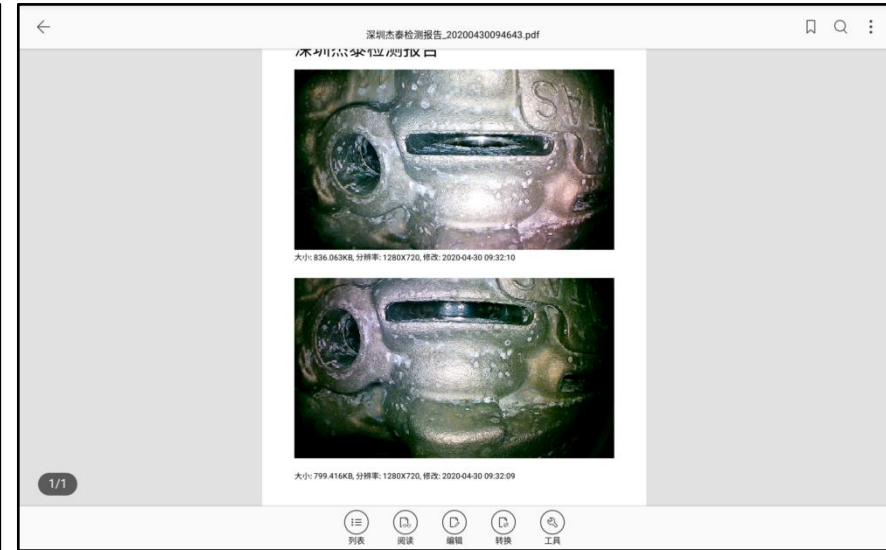 深圳杰泰检测报告_20200430094643.pdf
深圳杰泰检测报告
大小: 836.063KB, 分辨率: 1280X720, 修改: 2020-04-30 09:32:10
大小: 799.416KB, 分辨率: 1280X720, 修改: 2020-04-30 09:32:09
1/1
列表
阅读
编辑
转换
工具